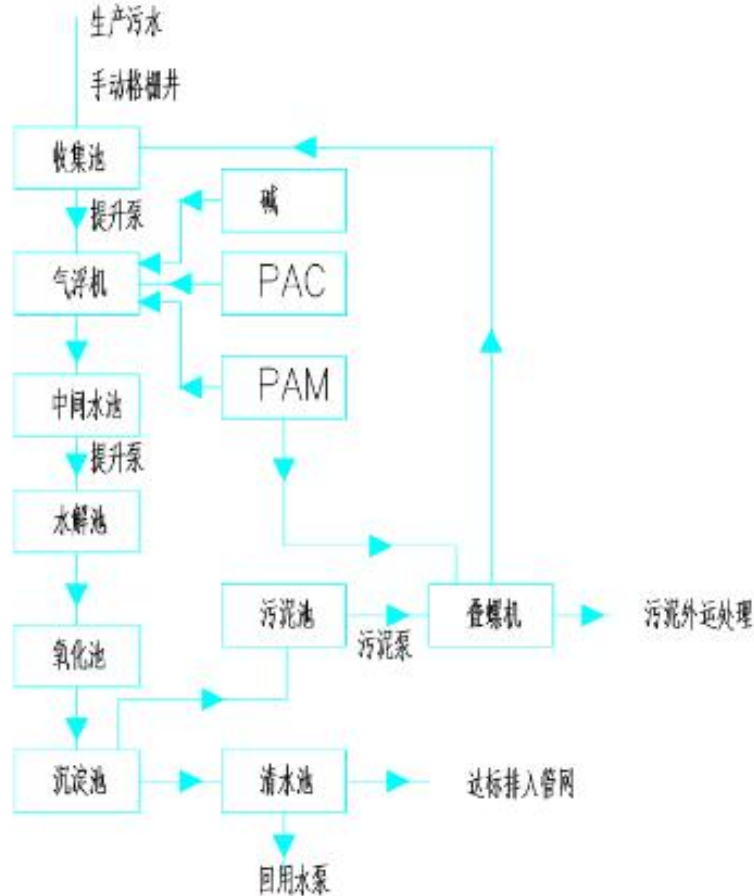 生产污水
手动格栅井
收集池
提升泵
碱
气浮机
PAC
PAM
中间水池
提升泵
水解池
污泥池
污泥泵
叠螺机
污泥外运处理
氧化池
沉淀池
清水池
达标排入管网
回用水泵